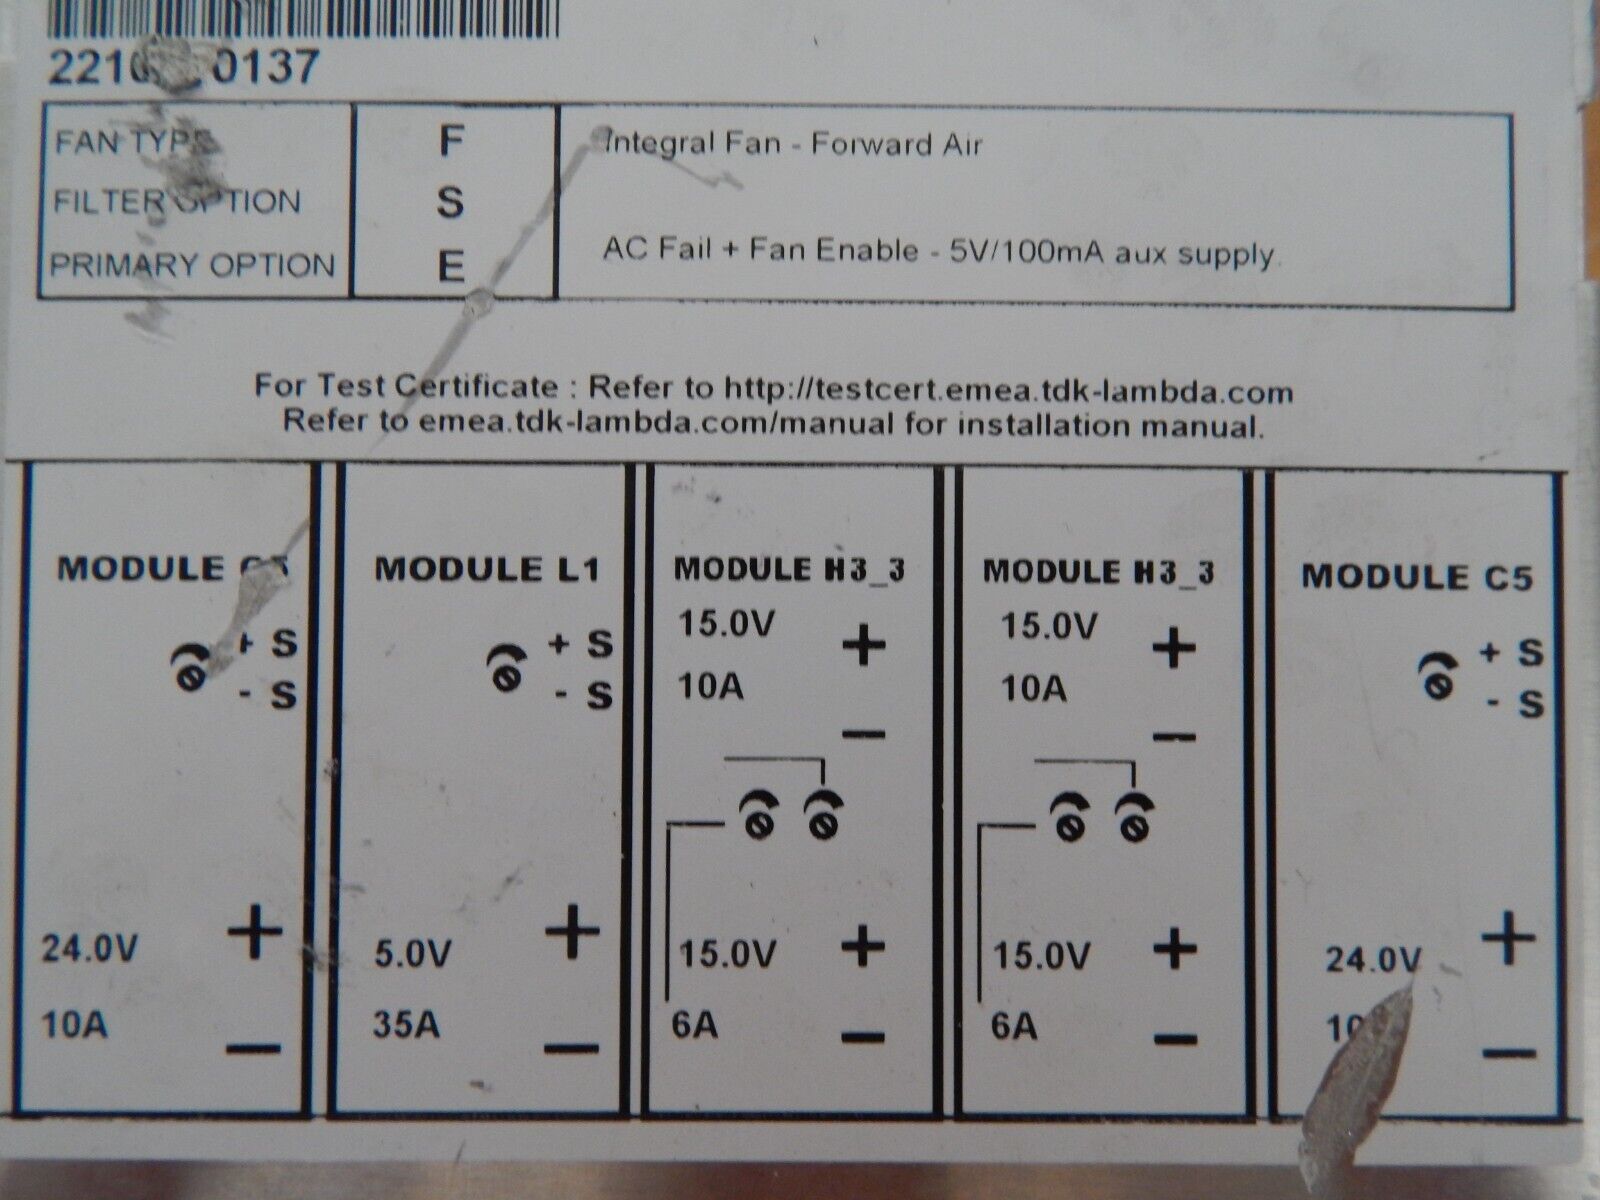 0137
FAN TYPE F Integral Fan - Forward Air
FILTER OPTION S
PRIMARY OPTION E AC Fail + Fan Enable - 5V/100mA aux supply.
For Test Certificate : Refer to http://testcert.emea.tdk-lambda.com
Refer to emea.tdk-lambda.com/manual for installation manual.
MODULE
+ S
- S
24.0V +
10A -
MODULE L1
+ S
- S
5.0V +
35A -
MODULE H3_3
15.0V +
10A
-
15.0V +
6A -
MODULE H3_3
15.0V +
10A
-
15.0V +
6A -
MODULE C5
+ S
- S
24.0V +
-